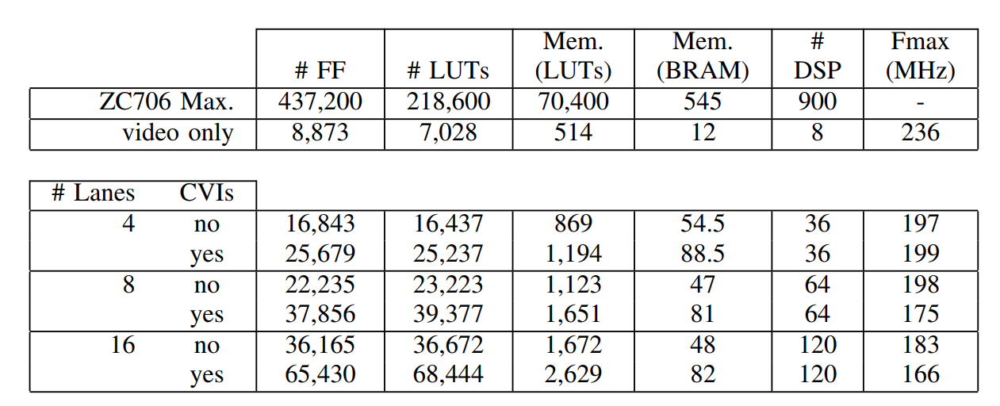 # FF # LUTs Mem. (LUTs) Mem. (BRAM) # DSP Fmax (MHz)
ZC706 Max. 437,200 218,600 70,400 545 900 -
video only 8,873 7,028 514 12 8 236
# Lanes CVIs
4 no 16,843 16,437 869 54.5 36 197
yes 25,679 25,237 1,194 88.5 36 199
8 no 22,235 23,223 1,123 47 64 198
yes 37,856 39,377 1,651 81 64 175
16 no 36,165 36,672 1,672 48 120 183
yes 65,430 68,444 2,629 82 120 166